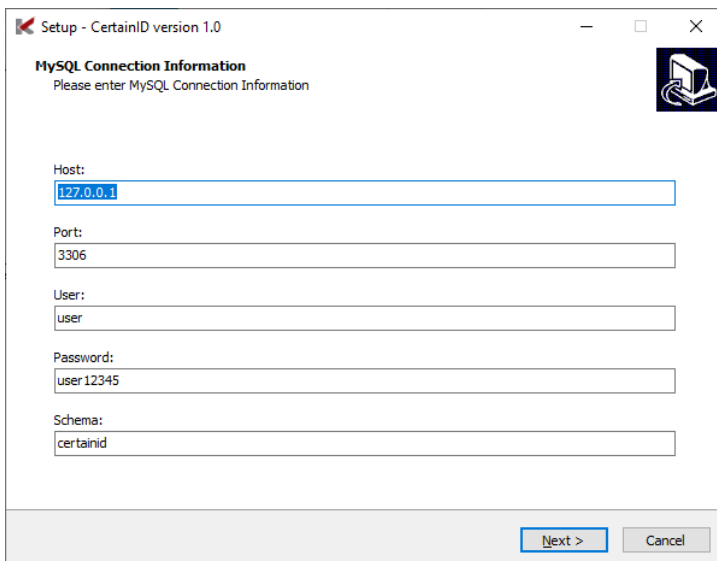 Setup - CertainID version 1.0
MySQL Connection Information
Please enter MySQL Connection Information
Host:
127.0.0.1
Port:
3306
User:
user
Password:
user12345
Schema:
certainid
Next >
Cancel